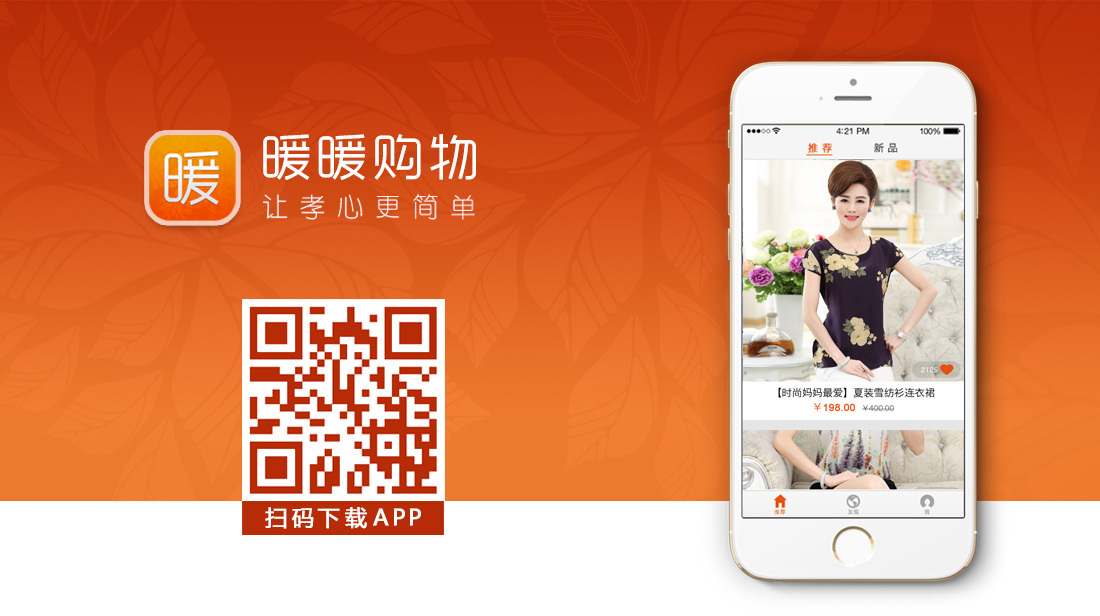 暖
暖暖购物
让孝心更简单
扫码下载APP
4:21 PM
100%
推荐
新品
2125
【时尚妈妈最爱】夏装雪纺衫连衣裙
￥198.00 ￥400.00
推荐
发现
我